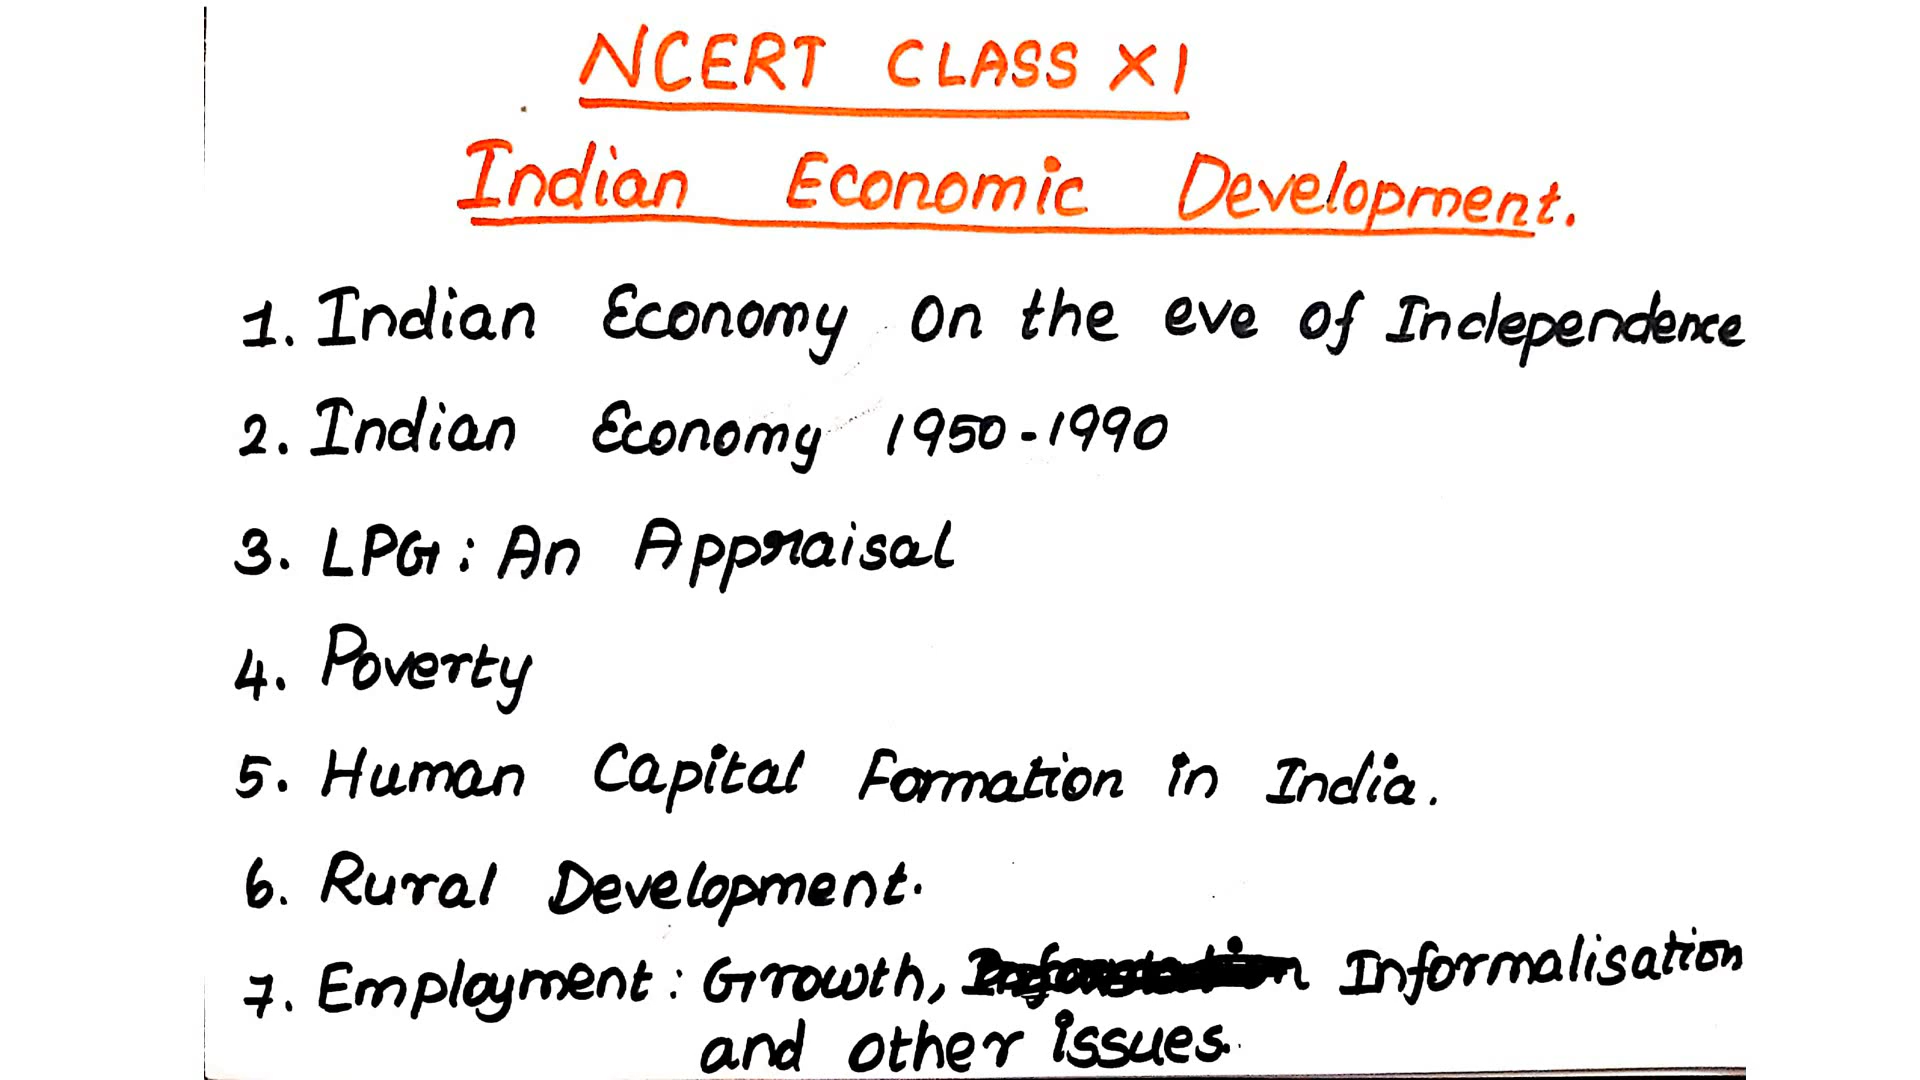 NCERT CLASS XI
Indian Economic Development.
1. Indian Economy On the eve of Independence
2. Indian Economy 1950-1990
3. LPG: An Appraisal
4. Poverty
5. Human Capital Formation in India.
6. Rural Development.
7. Employment: Growth, Informalisation
and other issues.